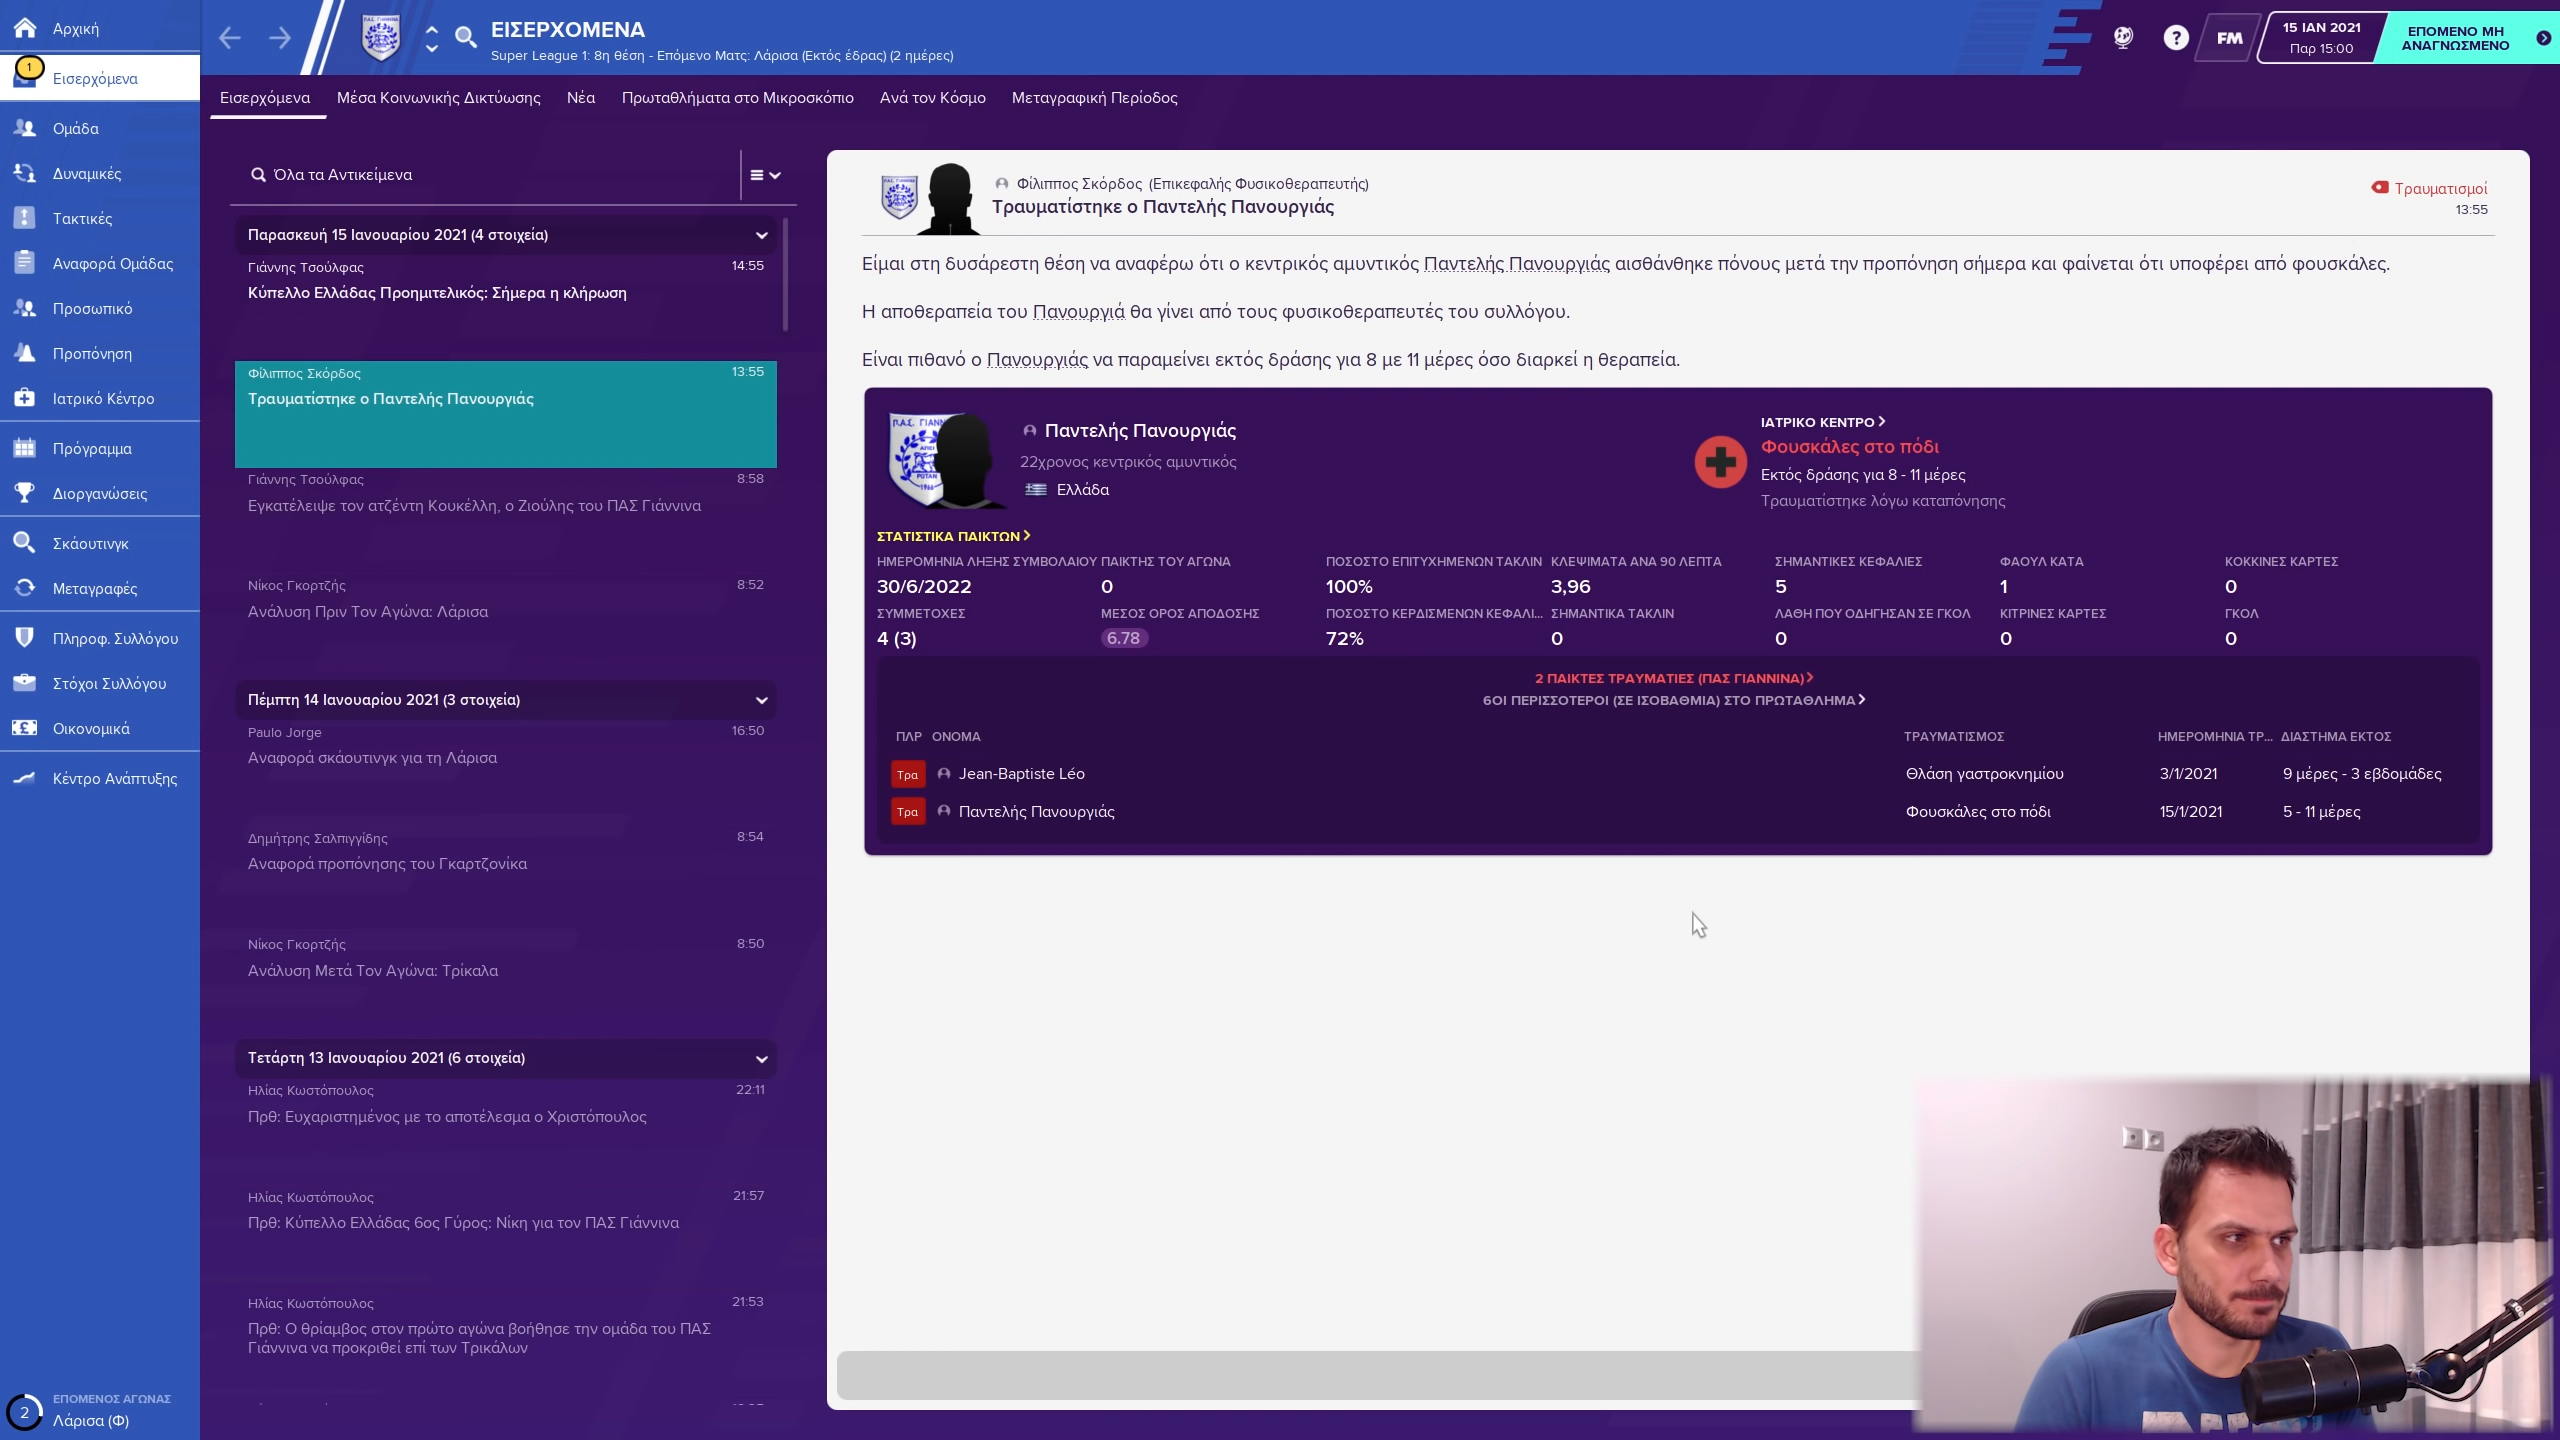 Αρχική
1
Εισερχόμενα
Ομάδα
Δυναμικές
Τακτικές
Αναφορά Ομάδας
Προσωπικό
Προπόνηση
Ιατρικό Κέντρο
Πρόγραμμα
Διοργανώσεις
Σκάουτινγκ
Μεταγραφές
Πληροφ. Συλλόγου
Στόχοι Συλλόγου
Οικονομικά
Κέντρο Ανάπτυξης
2
ΕΠΟΜΕΝΟΣ ΑΓΩΝΑΣ
Λάρισα (Φ)
ΕΙΣΕΡΧΟΜΕΝΑ
Super League 1: 8η θέση - Επόμενο Ματς: Λάρισα (Εκτός έδρας) (2 ημέρες)
?
FM
15 ΙΑΝ 2021
Παρ 15:00
ΕΠΟΜΕΝΟ ΜΗ
ΑΝΑΓΝΩΣΜΕΝΟ
Εισερχόμενα Μέσα Κοινωνικής Δικτύωσης Νέα Πρωταθλήματα στο Μικροσκόπιο Ανά τον Κόσμο Μεταγραφική Περίοδος
Όλα τα Αντικείμενα
Παρασκευή 15 Ιανουαρίου 2021 (4 στοιχεία)
Γιάννης Τσούλφας 14:55
Κύπελλο Ελλάδας Προημιτελικός: Σήμερα η κλήρωση
Φίλιππος Σκόρδος 13:55
Τραυματίστηκε ο Παντελής Πανουργιάς
Γιάννης Τσούλφας 8:58
Εγκατέλειψε τον ατζέντη Κουκέλλη, ο Ζιούλης του ΠΑΣ Γιάννινα
Νίκος Γκορτζής 8:52
Ανάλυση Πριν Τον Αγώνα: Λάρισα
Πέμπτη 14 Ιανουαρίου 2021 (3 στοιχεία)
Paulo Jorge 16:50
Αναφορά σκάουτινγκ για τη Λάρισα
Δημήτρης Σαλπιγγίδης 8:54
Αναφορά προπόνησης του Γκαρτζονίκα
Νίκος Γκορτζής 8:50
Ανάλυση Μετά Τον Αγώνα: Τρίκαλα
Τετάρτη 13 Ιανουαρίου 2021 (6 στοιχεία)
Ηλίας Κωστόπουλος 22:11
Πρθ: Ευχαριστημένος με το αποτέλεσμα ο Χριστόπουλος
Ηλίας Κωστόπουλος 21:57
Πρθ: Κύπελλο Ελλάδας 6ος Γύρος: Νίκη για τον ΠΑΣ Γιάννινα
Ηλίας Κωστόπουλος 21:53
Πρθ: Ο θρίαμβος στον πρώτο αγώνα βοήθησε την ομάδα του ΠΑΣ
Γιάννινα να προκριθεί επί των Τρικάλων
Φίλιππος Σκόρδος (Επικεφαλής Φυσικοθεραπευτής)
Τραυματίστηκε ο Παντελής Πανουργιάς
Τραυματισμοί
13:55
Είμαι στη δυσάρεστη θέση να αναφέρω ότι ο κεντρικός αμυντικός Παντελής Πανουργιάς αισθάνθηκε πόνους μετά την προπόνηση σήμερα και φαίνεται ότι υποφέρει από φουσκάλες.
Η αποθεραπεία του Πανουργιά θα γίνει από τους φυσικοθεραπευτές του συλλόγου.
Είναι πιθανό ο Πανουργιάς να παραμείνει εκτός δράσης για 8 με 11 μέρες όσο διαρκεί η θεραπεία.
Παντελής Πανουργιάς
22χρονος κεντρικός αμυντικός
Ελλάδα
ΙΑΤΡΙΚΟ ΚΕΝΤΡΟ
Φουσκάλες στο πόδι
Εκτός δράσης για 8 - 11 μέρες
Τραυματίστηκε λόγω καταπόνησης
ΣΤΑΤΙΣΤΙΚΑ ΠΑΙΚΤΩΝ
ΗΜΕΡΟΜΗΝΙΑ ΛΗΞΗΣ ΣΥΜΒΟΛΑΙΟΥ ΠΑΙΚΤΗΣ ΤΟΥ ΑΓΩΝΑ ΠΟΣΟΣΤΟ ΕΠΙΤΥΧΗΜΕΝΩΝ ΤΑΚΛΙΝ ΚΛΕΨΙΜΑΤΑ ΑΝΑ 90 ΛΕΠΤΑ ΣΗΜΑΝΤΙΚΕΣ ΚΕΦΑΛΙΕΣ ΦΑΟΥΛ ΚΑΤΑ ΚΟΚΚΙΝΕΣ ΚΑΡΤΕΣ
30/6/2022 0 100% 3,96 5 1 0
ΣΥΜΜΕΤΟΧΕΣ ΜΕΣΟΣ ΟΡΟΣ ΑΠΟΔΟΣΗΣ ΠΟΣΟΣΤΟ ΚΕΡΔΙΣΜΕΝΩΝ ΚΕΦΑΛΙ... ΣΗΜΑΝΤΙΚΑ ΤΑΚΛΙΝ ΛΑΘΗ ΠΟΥ ΟΔΗΓΗΣΑΝ ΣΕ ΓΚΟΛ ΚΙΤΡΙΝΕΣ ΚΑΡΤΕΣ ΓΚΟΛ
4 (3) 6.78 72% 0 0 0 0
2 ΠΑΙΚΤΕΣ ΤΡΑΥΜΑΤΙΕΣ (ΠΑΣ ΓΙΑΝΝΙΝΑ)
6ΟΙ ΠΕΡΙΣΣΟΤΕΡΟΙ (ΣΕ ΙΣΟΒΑΘΜΙΑ) ΣΤΟ ΠΡΩΤΑΘΛΗΜΑ
ΠΛΡ ΟΝΟΜΑ ΤΡΑΥΜΑΤΙΣΜΟΣ ΗΜΕΡΟΜΗΝΙΑ ΤΡ... ΔΙΑΣΤΗΜΑ ΕΚΤΟΣ
Τρα Jean-Baptiste Léo Θλάση γαστροκνημίου 3/1/2021 9 μέρες - 3 εβδομάδες
Τρα Παντελής Πανουργιάς Φουσκάλες στο πόδι 15/1/2021 5 - 11 μέρες